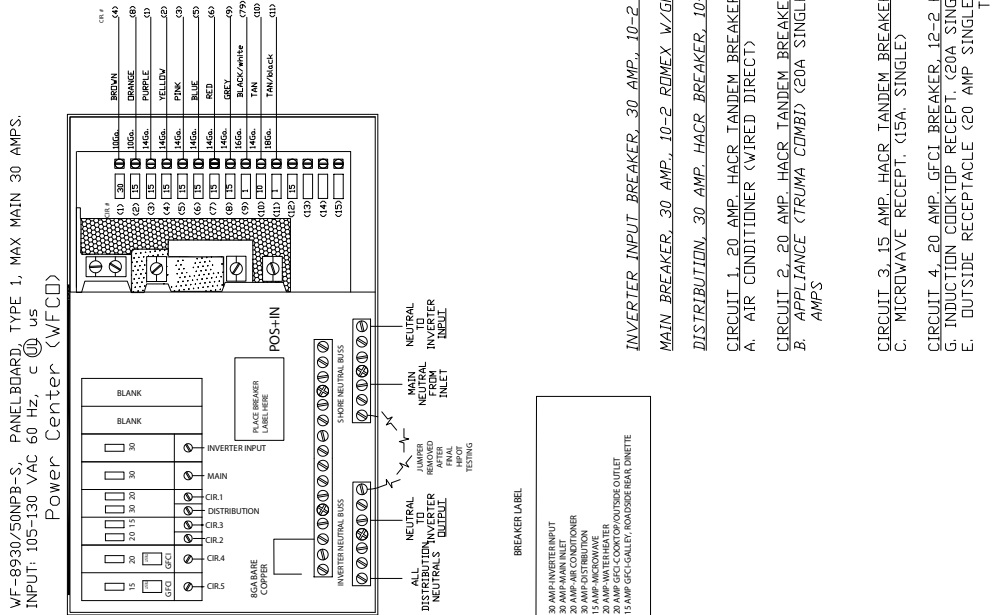 WF-8930/50NPB-S, PANELBOARD, TYPE 1, MAX MAIN 30 AMPS.
INPUT: 105-130 VAC 60 Hz, c UL us
Power Center (WFCO)
CIR #
BROWN (4)
ORANGE (8)
PURPLE (1)
YELLOW (2)
PINK (3)
BLUE (5)
RED (6)
GREY (9)
BLACK/white (79)
TAN (10)
TAN/black (11)
10Ga.
10Ga.
14Ga.
14Ga.
14Ga.
14Ga.
14Ga.
14Ga.
16Ga.
14Ga.
18Ga.
CIR #
(1) 30
(2) 15
(3) 15
(4) 15
(5) 15
(6) 15
(7) 15
(8) 15
(9) 1
(10) 10
(11) 1
(12) 15
(13)
(14)
(15)
BLANK
BLANK
30 INVERTER INPUT
30 MAIN
20 CIR.1
30 DISTRIBUTION
15 CIR.3
20 CIR.2
20 GFCI CIR.4
15 GFCI CIR.5
PLACE BREAKER
LABEL HERE
POS+IN
8GA BARE
COPPER
INVERTER NEUTRAL BUSS
SHORE NEUTRAL BUSS
ALL
DISTRIBUTION
NEUTRALS
NEUTRAL
TO
INVERTER
OUTPUT
JUMPER
REMOVED
AFTER
FINAL
HIPOT
TESTING
MAIN
NEUTRAL
FROM
INLET
NEUTRAL
TO
INVERTER
INPUT
BREAKER LABEL
30 AMP-INVERTER INPUT
30 AMP-MAIN INLET
20 AMP-AIR CONDITIONER
30 AMP-DISTRIBUTION
15 AMP-MICROWAVE
20 AMP-WATER HEATER
20 AMP GFCI-COOKTOP/OUTSIDE OUTLET
15 AMP GFCI-GALLEY, ROADSIDE REAR, DINETTE
INVERTER INPUT BREAKER, 30 AMP., 10-2
MAIN BREAKER, 30 AMP., 10-2 ROMEX W/GR
DISTRIBUTION, 30 AMP. HACR BREAKER, 10
CIRCUIT 1, 20 AMP. HACR TANDEM BREAKER
A. AIR CONDITIONER (WIRED DIRECT)
CIRCUIT 2, 20 AMP. HACR TANDEM BREAKER
B. APPLIANCE (TRUMA COMBI) (20A SINGL
AMPS
CIRCUIT 3, 15 AMP. HACR TANDEM BREAKE
C. MICROWAVE RECEPT. (15A. SINGLE)
CIRCUIT 4, 20 AMP. GFCI BREAKER, 12-2
G. INDUCTION COOKTOP RECEPT. (20A SING
E. OUTSIDE RECEPTACLE (20 AMP SINGLE
T